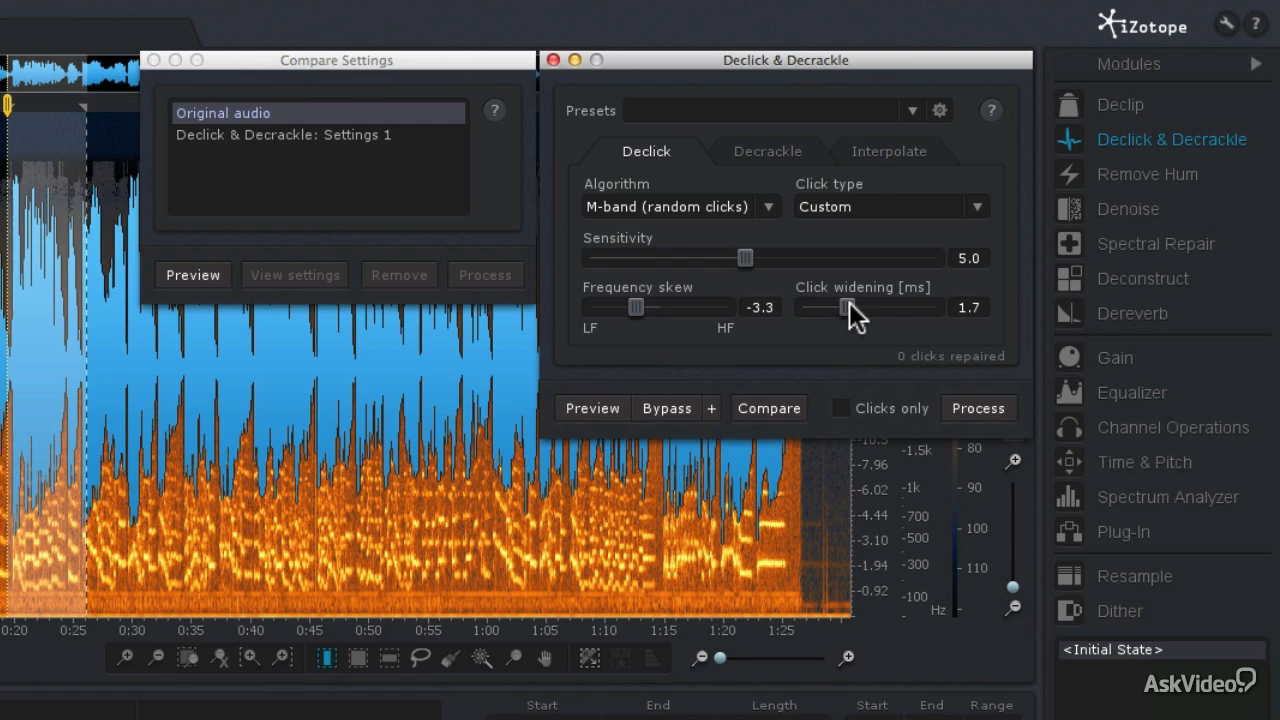 iZotope
?
Compare Settings
Original audio
Declick & Decrackle: Settings 1
?
Preview
View settings
Remove
Process
Declick & Decrackle
Presets
?
Declick
Decrackle
Interpolate
Algorithm
Click type
M-band (random clicks)
Custom
Sensitivity
5.0
Frequency skew
Click widening [ms]
-3.3
1.7
LF
HF
0 clicks repaired
Preview
Bypass
+
Compare
Clicks only
Process
Modules
Declip
Declick & Decrackle
Remove Hum
Denoise
Spectral Repair
Deconstruct
Dereverb
Gain
Equalizer
Channel Operations
Time & Pitch
Spectrum Analyzer
Plug-In
Resample
Dither
<Initial State>
AskVideo
-10.3
-7.96
-6.02
-4.44
-3.10
-1.94
-0.92
-1.5k
-1k
-700
-500
-300
-100
Hz
80
90
100
110
0:20
0:25
0:30
0:35
0:40
0:45
0:50
0:55
1:00
1:05
1:10
1:15
1:20
1:25
Start
End
Length
Start
End
Range